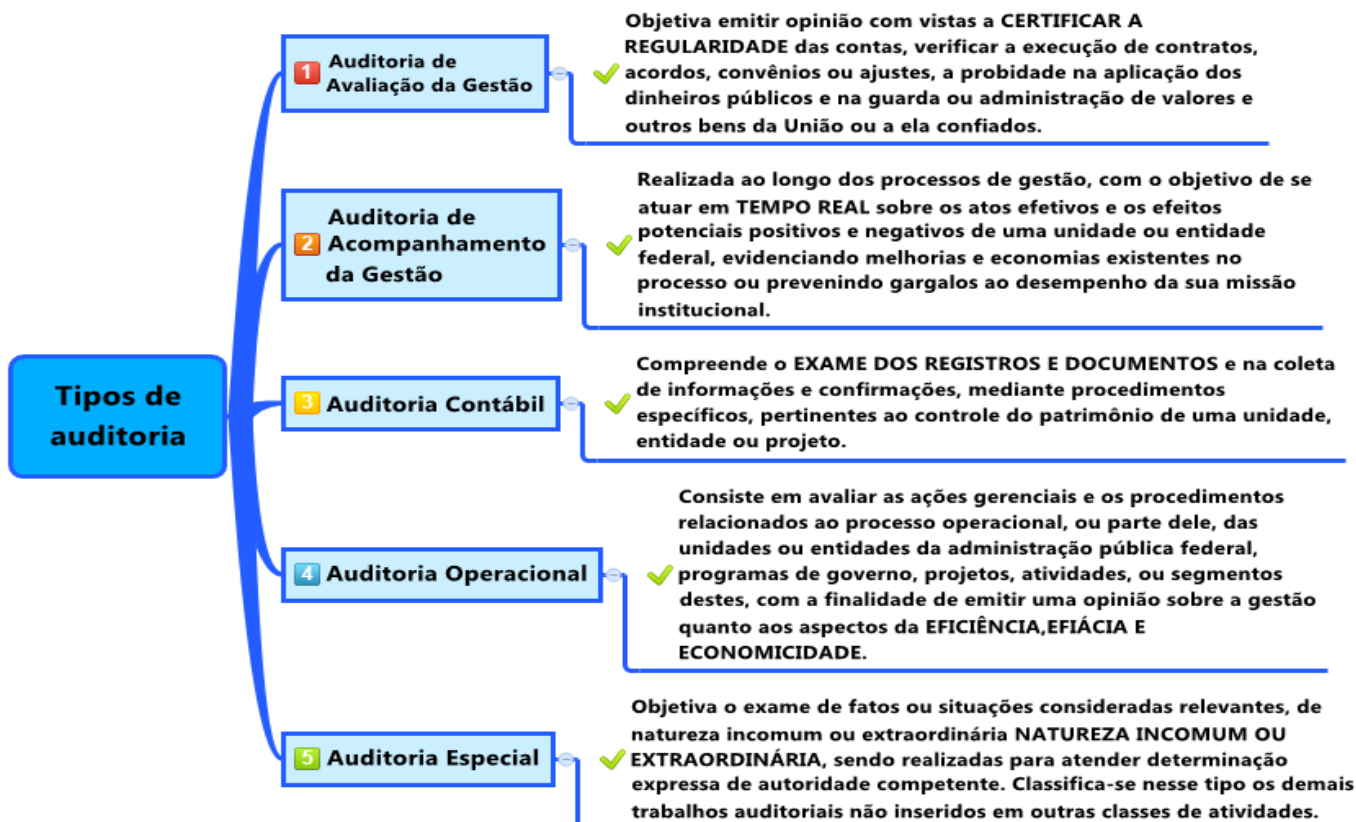 Tipos de
auditoria
1 Auditoria de
Avaliação da Gestão
Objetiva emitir opinião com vistas a CERTIFICAR A
REGULARIDADE das contas, verificar a execução de contratos,
acordos, convênios ou ajustes, a probidade na aplicação dos
dinheiros públicos e na guarda ou administração de valores e
outros bens da União ou a ela confiados.
2 Auditoria de
Acompanhamento
da Gestão
Realizada ao longo dos processos de gestão, com o objetivo de se
atuar em TEMPO REAL sobre os atos efetivos e os efeitos
potenciais positivos e negativos de uma unidade ou entidade
federal, evidenciando melhorias e economias existentes no
processo ou prevenindo gargalos ao desempenho da sua missão
institucional.
3 Auditoria Contábil
Compreende o EXAME DOS REGISTROS E DOCUMENTOS e na coleta
de informações e confirmações, mediante procedimentos
específicos, pertinentes ao controle do patrimônio de uma unidade,
entidade ou projeto.
4 Auditoria Operacional
Consiste em avaliar as ações gerenciais e os procedimentos
relacionados ao processo operacional, ou parte dele, das
unidades ou entidades da administração pública federal,
programas de governo, projetos, atividades, ou segmentos
destes, com a finalidade de emitir uma opinião sobre a gestão
quanto aos aspectos da EFICIÊNCIA,EFIÁCIA E
ECONOMICIDADE.
5 Auditoria Especial
Objetiva o exame de fatos ou situações consideradas relevantes, de
natureza incomum ou extraordinária NATUREZA INCOMUM OU
EXTRAORDINÁRIA, sendo realizadas para atender determinação
expressa de autoridade competente. Classifica-se nesse tipo os demais
trabalhos auditoriais não inseridos em outras classes de atividades.